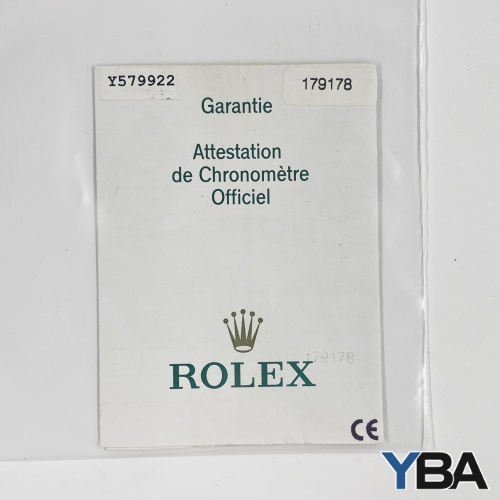 Y579922
179178
Garantie
Attestation
de Chronomètre
Officiel
179178
ROLEX
CE
YBA